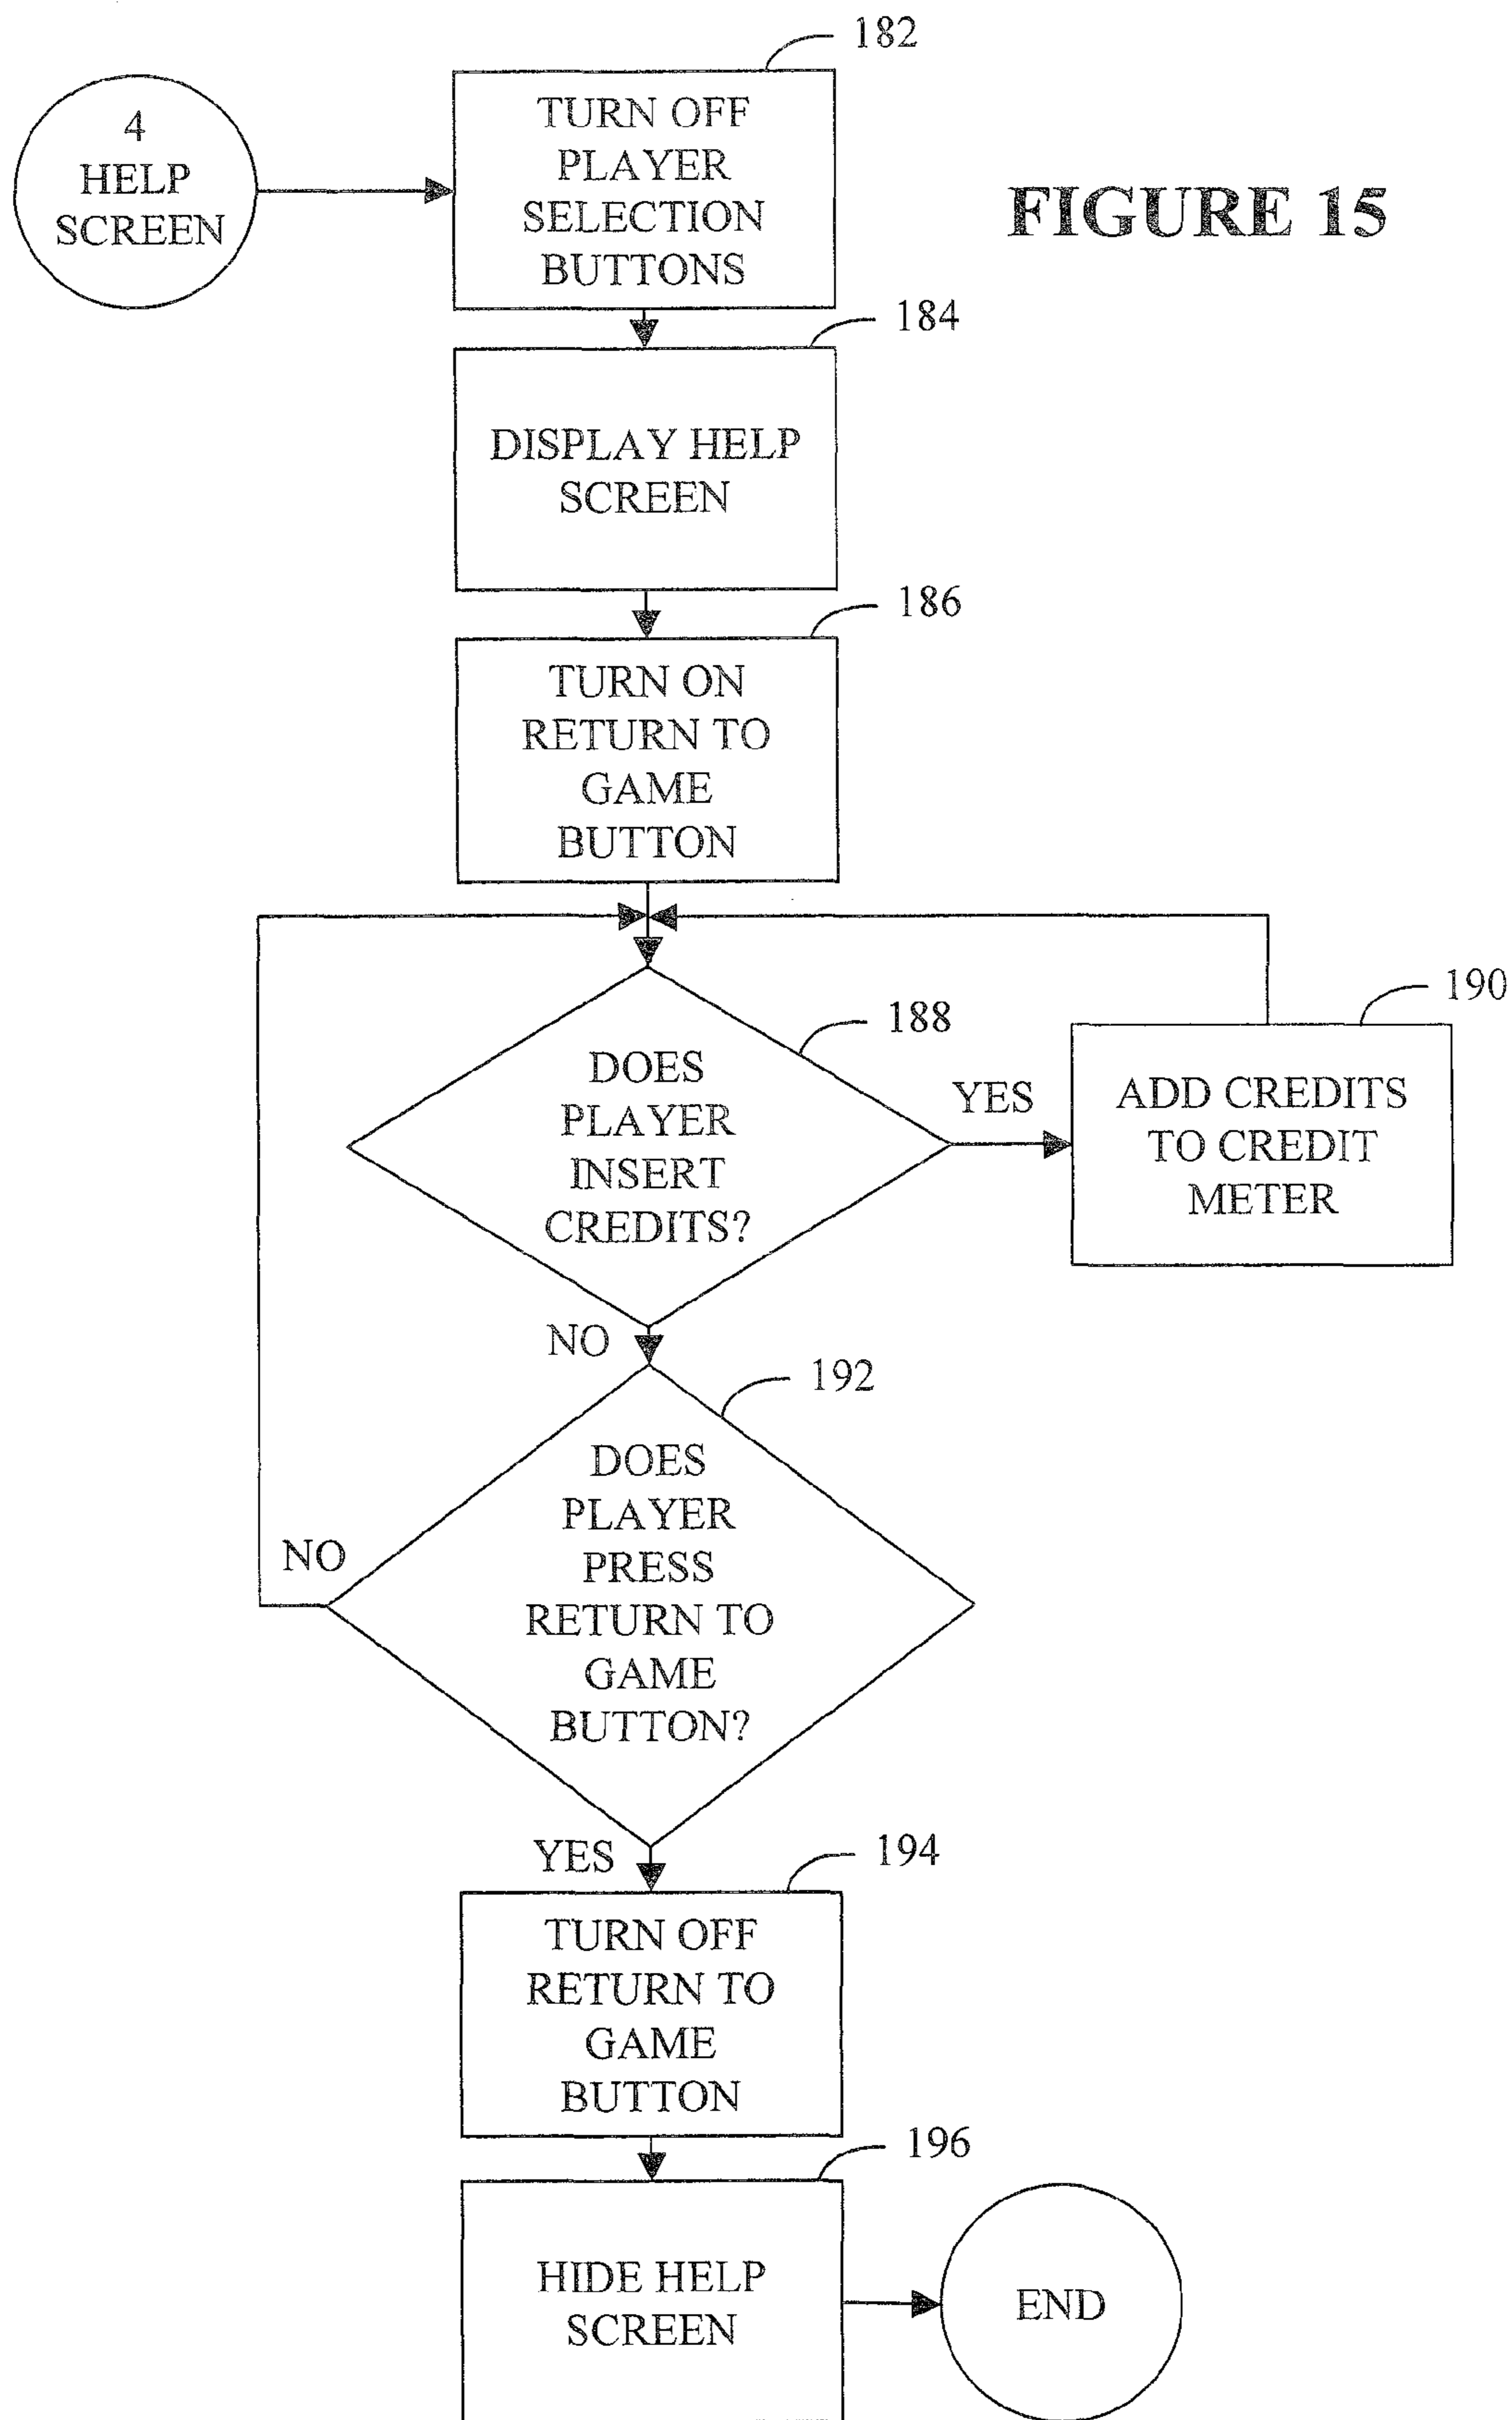 182
4
HELP
SCREEN
TURN OFF
PLAYER
SELECTION
BUTTONS
FIGURE 15
184
DISPLAY HELP
SCREEN
186
TURN ON
RETURN TO
GAME
BUTTON
188
DOES
PLAYER
INSERT
CREDITS?
YES
190
ADD CREDITS
TO CREDIT
METER
NO
192
DOES
PLAYER
PRESS
RETURN TO
GAME
BUTTON?
NO
YES
194
TURN OFF
RETURN TO
GAME
BUTTON
196
HIDE HELP
SCREEN
END